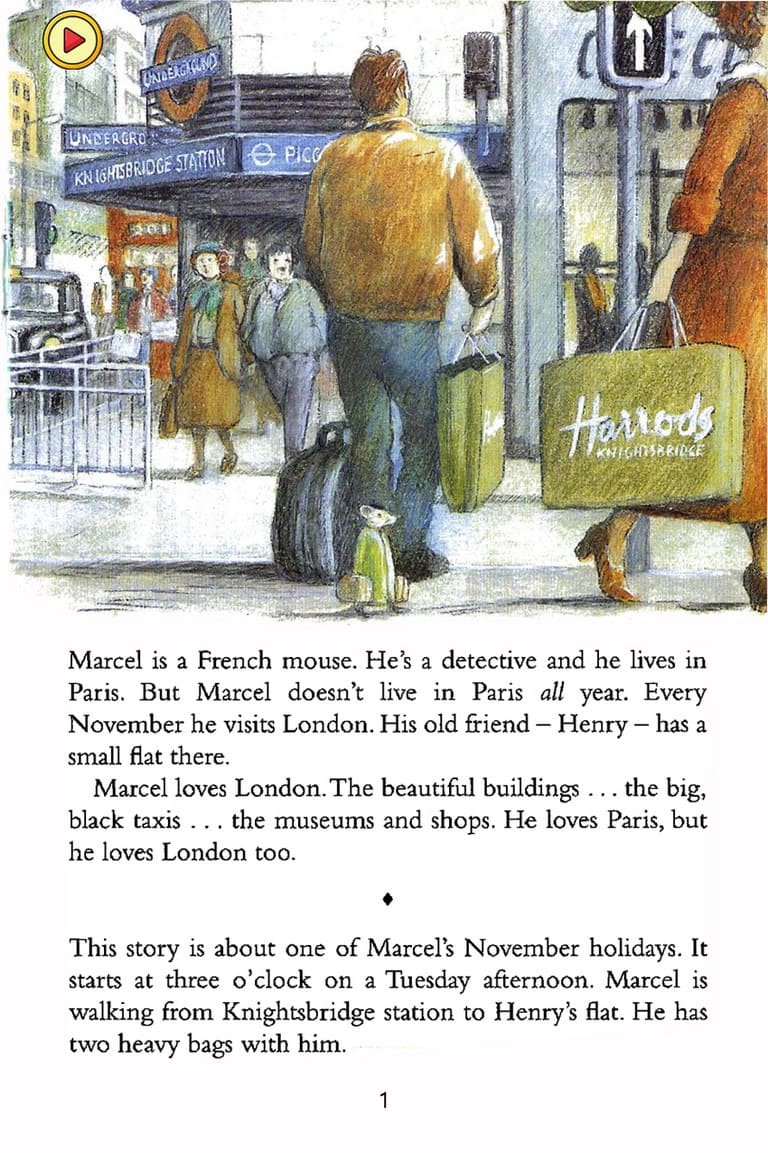 UNDERGROUND
UNDERGRO
KNIGHTSBRIDGE STATION
PICC
Harrods
KNIGHTSBRIDGE
Marcel is a French mouse. He's a detective and he lives in
Paris. But Marcel doesn't live in Paris all year. Every
November he visits London. His old friend – Henry – has a
small flat there.
Marcel loves London. The beautiful buildings . . . the big,
black taxis . . . the museums and shops. He loves Paris, but
he loves London too.
This story is about one of Marcel's November holidays. It
starts at three o'clock on a Tuesday afternoon. Marcel is
walking from Knightsbridge station to Henry's flat. He has
two heavy bags with him.
1